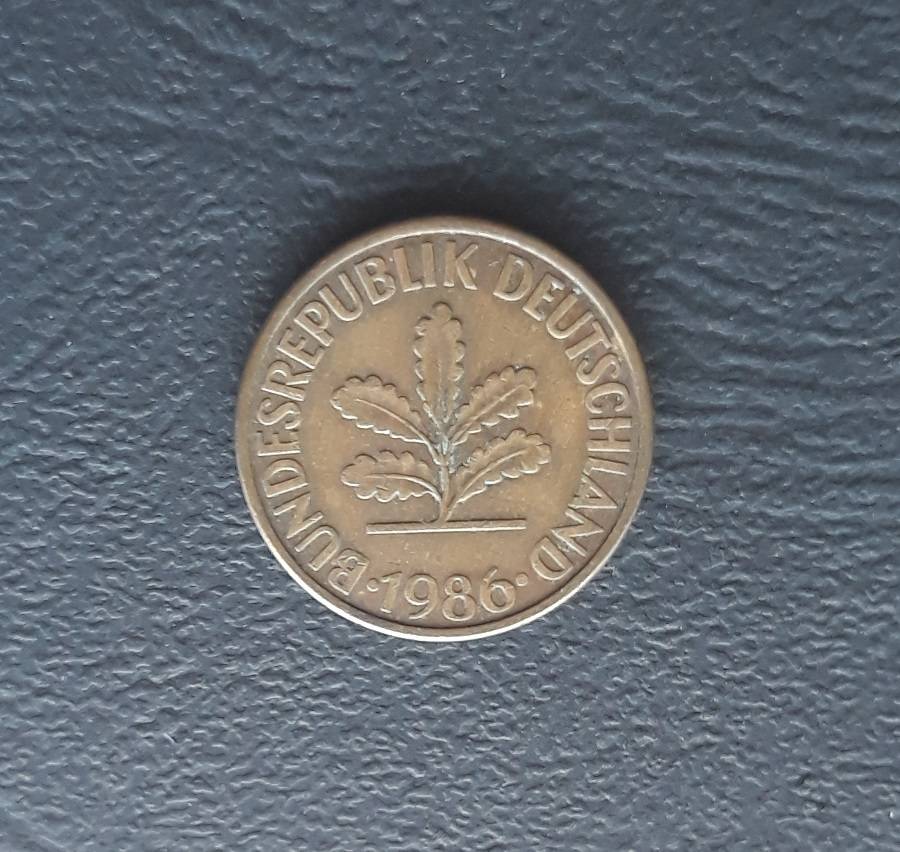 BUNDESREPUBLIK DEUTSCHLAND
·1986·